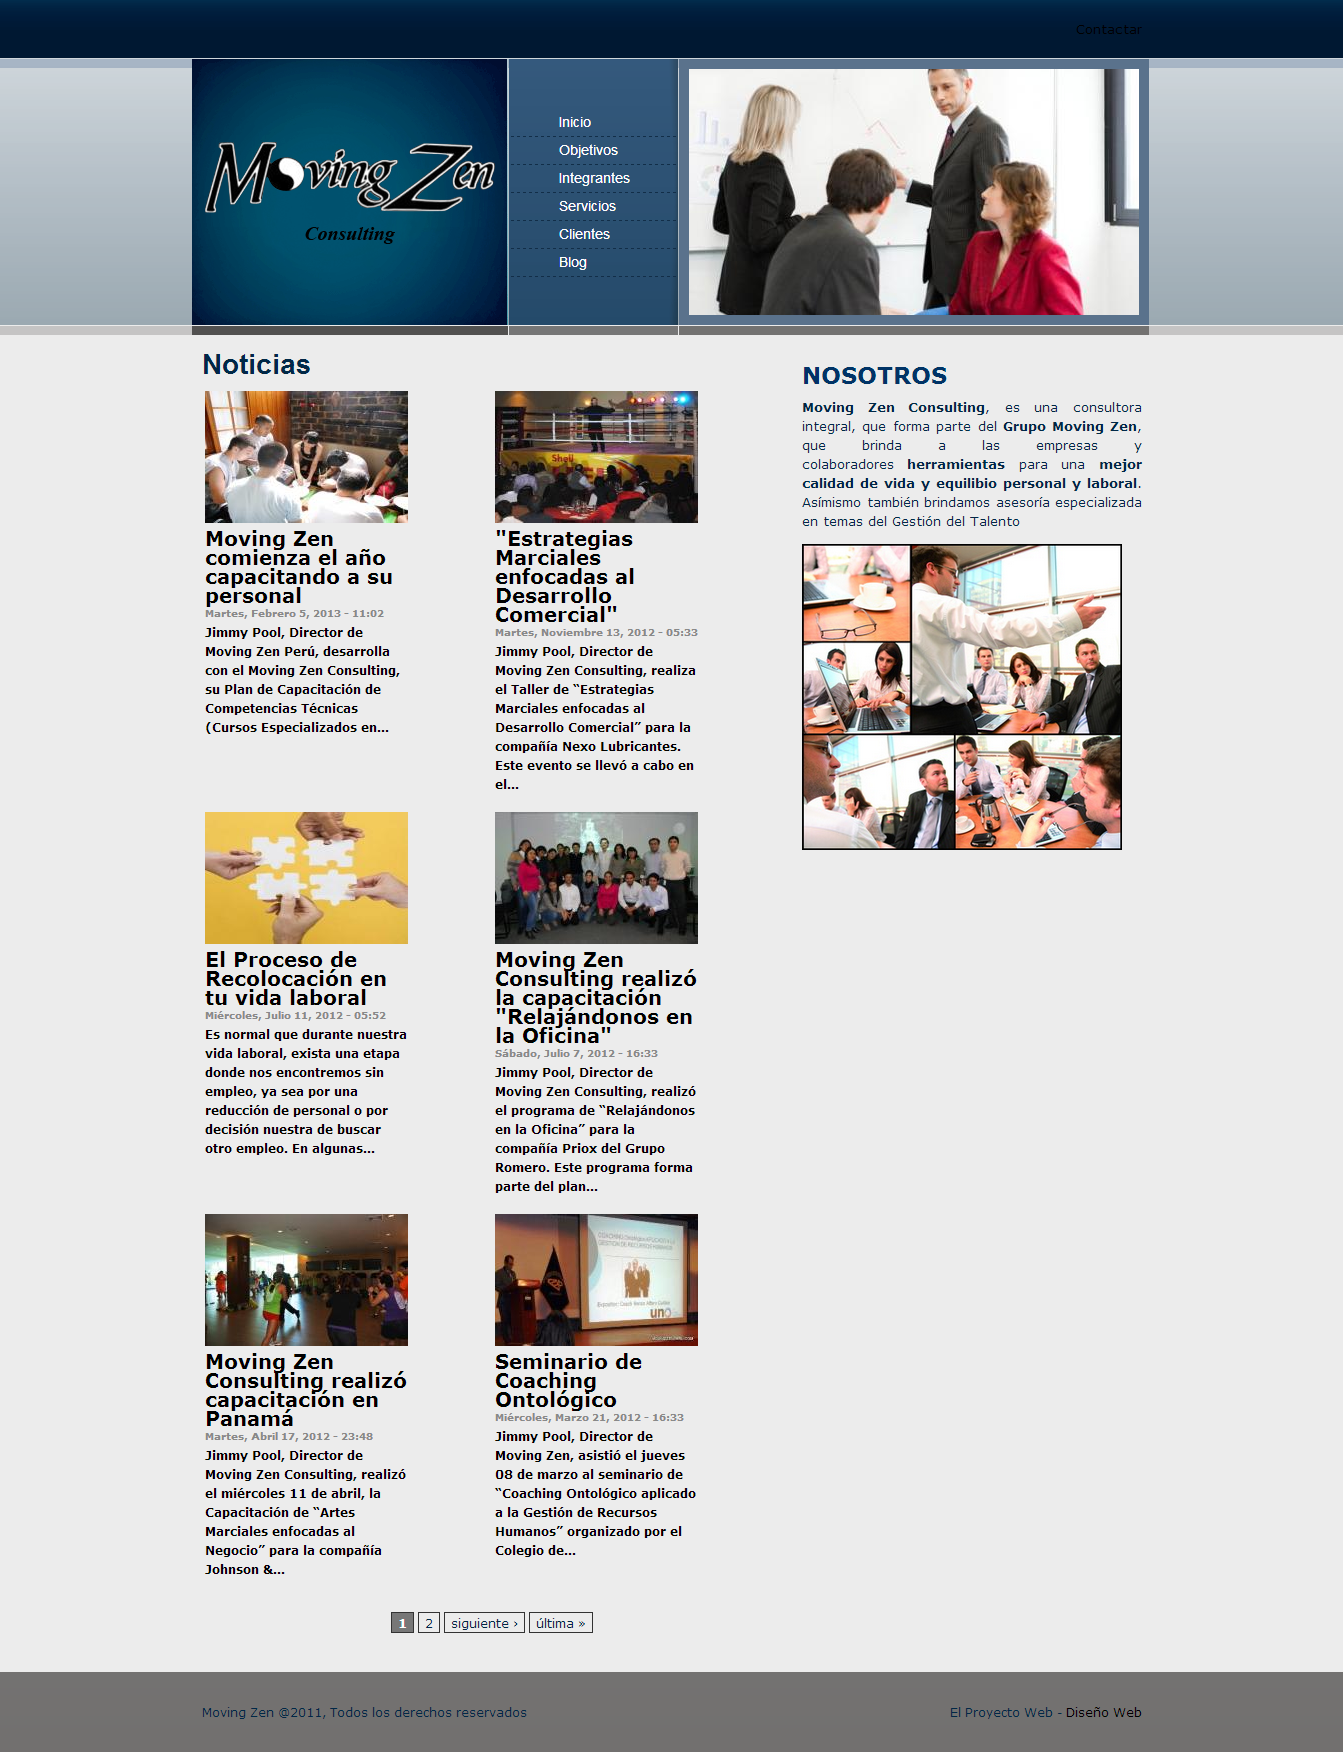 Contactar
Moving Zen
Consulting
Inicio
Objetivos
Integrantes
Servicios
Clientes
Blog
Noticias
Moving Zen
comienza el año
capacitando a su
personal
Martes, Febrero 5, 2013 - 11:02
Jimmy Pool, Director de
Moving Zen Perú, desarrolla
con el Moving Zen Consulting,
su Plan de Capacitación de
Competencias Técnicas
(Cursos Especializados en...
Shell
"Estrategias
Marciales
enfocadas al
Desarrollo
Comercial"
Martes, Noviembre 13, 2012 - 05:33
Jimmy Pool, Director de
Moving Zen Consulting, realiza
el Taller de “Estrategias
Marciales enfocadas al
Desarrollo Comercial” para la
compañía Nexo Lubricantes.
Este evento se llevó a cabo en
el...
El Proceso de
Recolocación en
tu vida laboral
Miércoles, Julio 11, 2012 - 05:52
Es normal que durante nuestra
vida laboral, exista una etapa
donde nos encontremos sin
empleo, ya sea por una
reducción de personal o por
decisión nuestra de buscar
otro empleo. En algunas...
Moving Zen
Consulting realizó
la capacitación
"Relajándonos en
la Oficina"
Sábado, Julio 7, 2012 - 16:33
Jimmy Pool, Director de
Moving Zen Consulting, realizó
el programa de “Relajándonos
en la Oficina” para la
compañía Priox del Grupo
Romero. Este programa forma
parte del plan...
Moving Zen
Consulting realizó
capacitación en
Panamá
Martes, Abril 17, 2012 - 23:48
Jimmy Pool, Director de
Moving Zen Consulting, realizó
el miércoles 11 de abril, la
Capacitación de “Artes
Marciales enfocadas al
Negocio” para la compañía
Johnson &...
uno
Seminario de
Coaching
Ontológico
Miércoles, Marzo 21, 2012 - 16:33
Jimmy Pool, Director de
Moving Zen, asistió el jueves
08 de marzo al seminario de
“Coaching Ontológico aplicado
a la Gestión de Recursos
Humanos” organizado por el
Colegio de...
1 2 siguiente › última »
NOSOTROS
Moving Zen Consulting, es una consultora
integral, que forma parte del Grupo Moving Zen,
que brinda a las empresas y
colaboradores herramientas para una mejor
calidad de vida y equilibio personal y laboral.
Asímismo también brindamos asesoría especializada
en temas del Gestión del Talento
Moving Zen @2011, Todos los derechos reservados
El Proyecto Web - Diseño Web